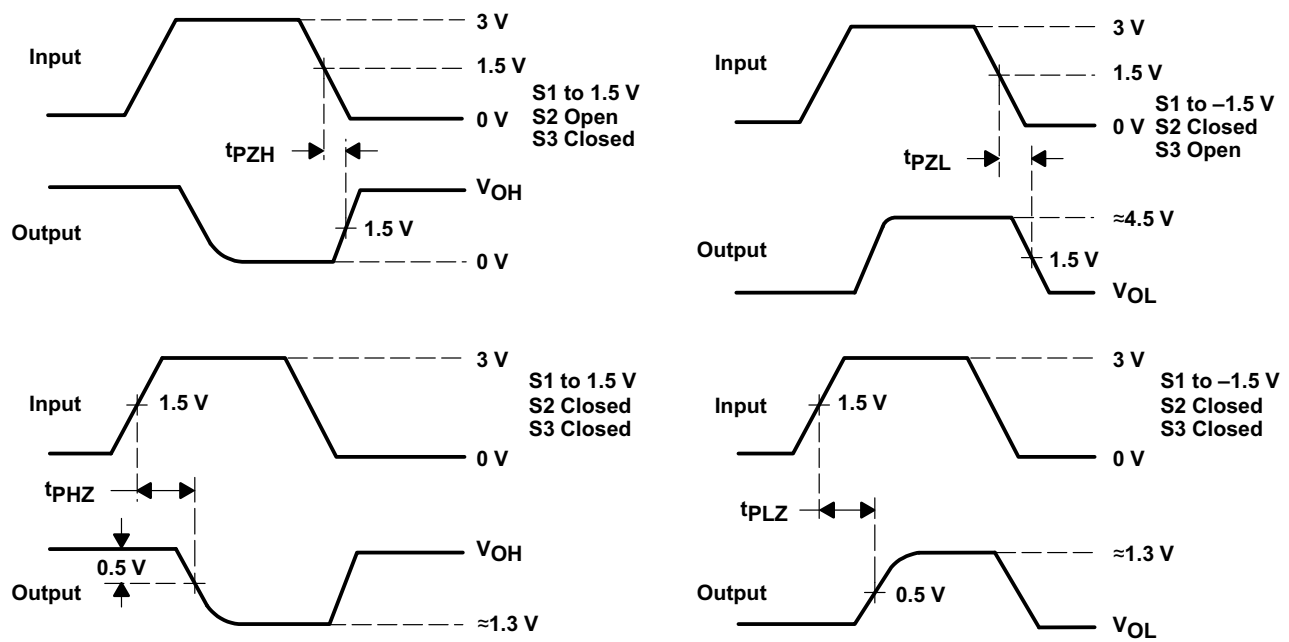 3 V
Input
1.5 V
S1 to 1.5 V
S2 Open
S3 Closed
0 V
tPZH
VOH
Output
1.5 V
0 V
3 V
Input
1.5 V
S1 to –1.5 V
S2 Closed
S3 Open
0 V
tPZL
≈4.5 V
Output
1.5 V
VOL
3 V
Input
1.5 V
S1 to 1.5 V
S2 Closed
S3 Closed
0 V
tPHZ
VOH
0.5 V
Output
≈1.3 V
3 V
Input
1.5 V
S1 to –1.5 V
S2 Closed
S3 Closed
0 V
tPLZ
≈1.3 V
Output
0.5 V
VOL